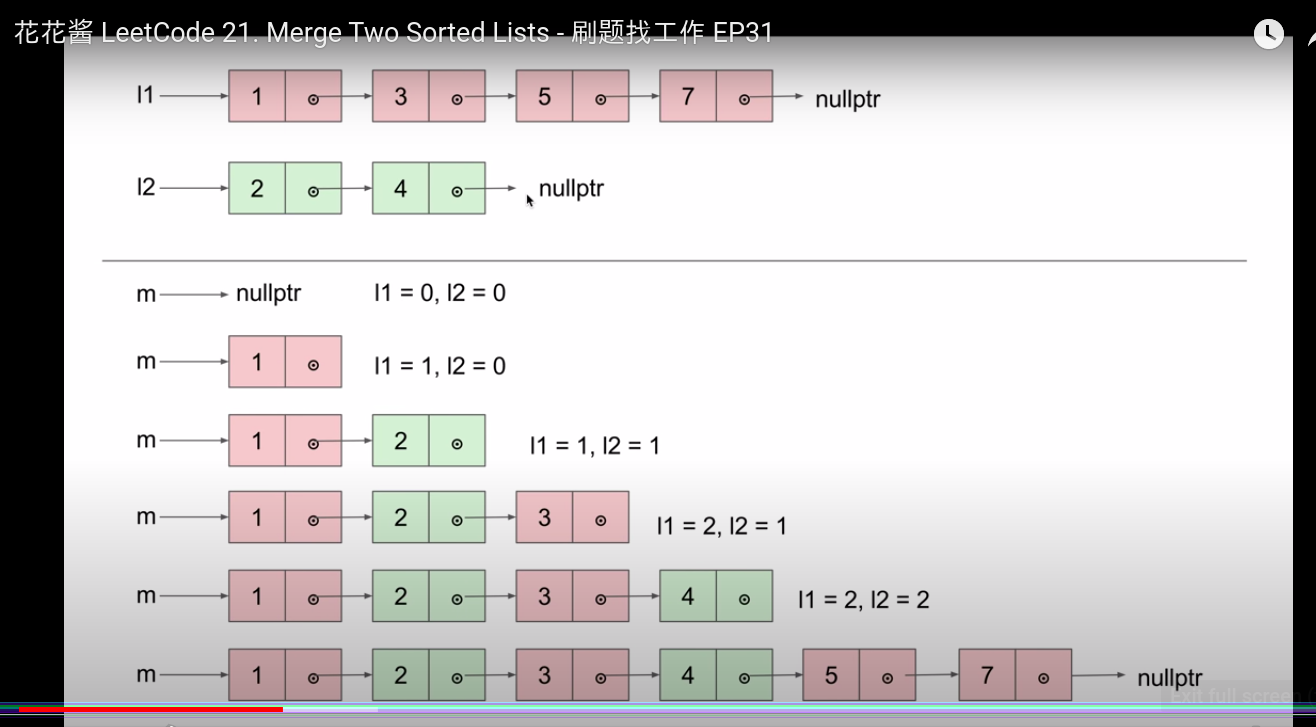 花花酱 LeetCode 21. Merge Two Sorted Lists - 刷题找工作 EP31
l1 1 3 5 7 nullptr
l2 2 4 nullptr
m nullptr l1 = 0, l2 = 0
m 1 l1 = 1, l2 = 0
m 1 2 l1 = 1, l2 = 1
m 1 2 3 l1 = 2, l2 = 1
m 1 2 3 4 l1 = 2, l2 = 2
m 1 2 3 4 5 7 nullptr
Exit full screen